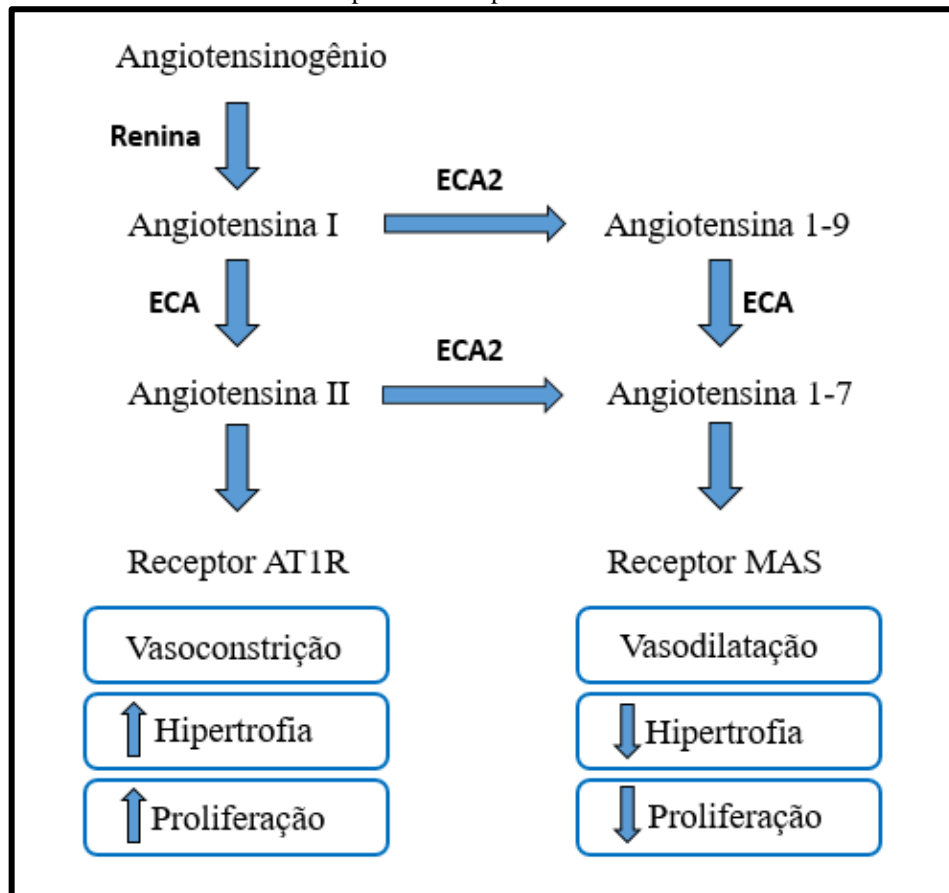 Angiotensinogênio
Renina
ECA2
Angiotensina I
Angiotensina 1-9
ECA
ECA
ECA2
Angiotensina II
Angiotensina 1-7
Receptor AT1R
Receptor MAS
Vasoconstrição
Vasodilatação
Hipertrofia
Hipertrofia
Proliferação
Proliferação